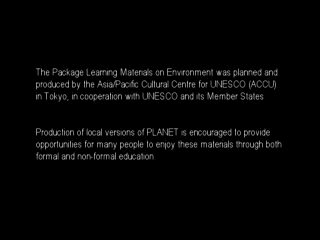 The Package Learning Materials on Environment was planned and
produced by the Asia/Pacific Cultural Centre for UNESCO (ACCU)
in Tokyo, in cooperation with UNESCO and its Member States
Production of local versions of PLANET is encouraged to provide
opportunities for many people to enjoy these materials through both
formal and non-formal education